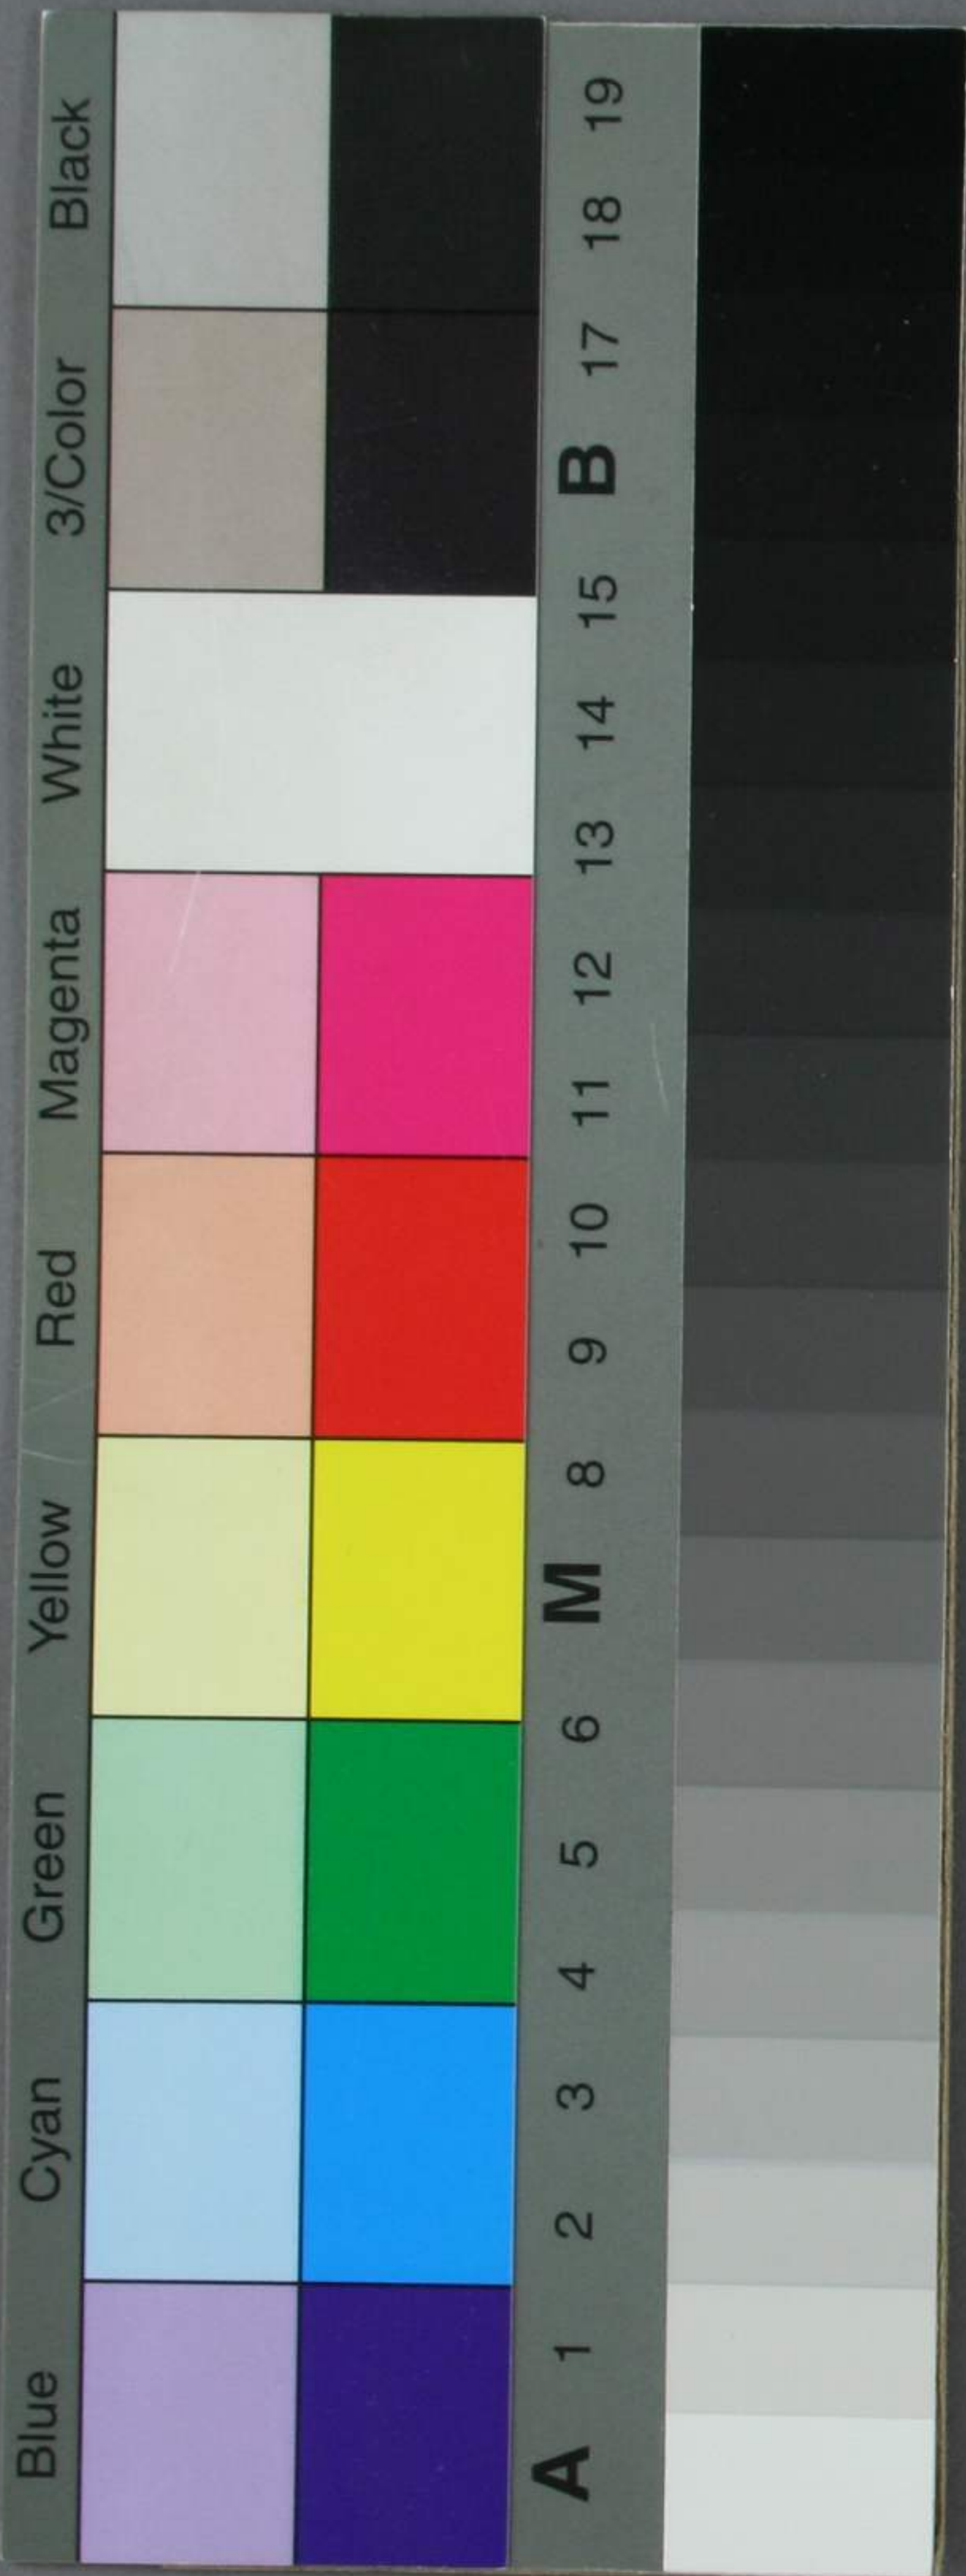 Blue Cyan Green Yellow Red Magenta White 3/Color Black
A 1 2 3 4 5 6 M 8 9 10 11 12 13 14 15 B 17 18 19